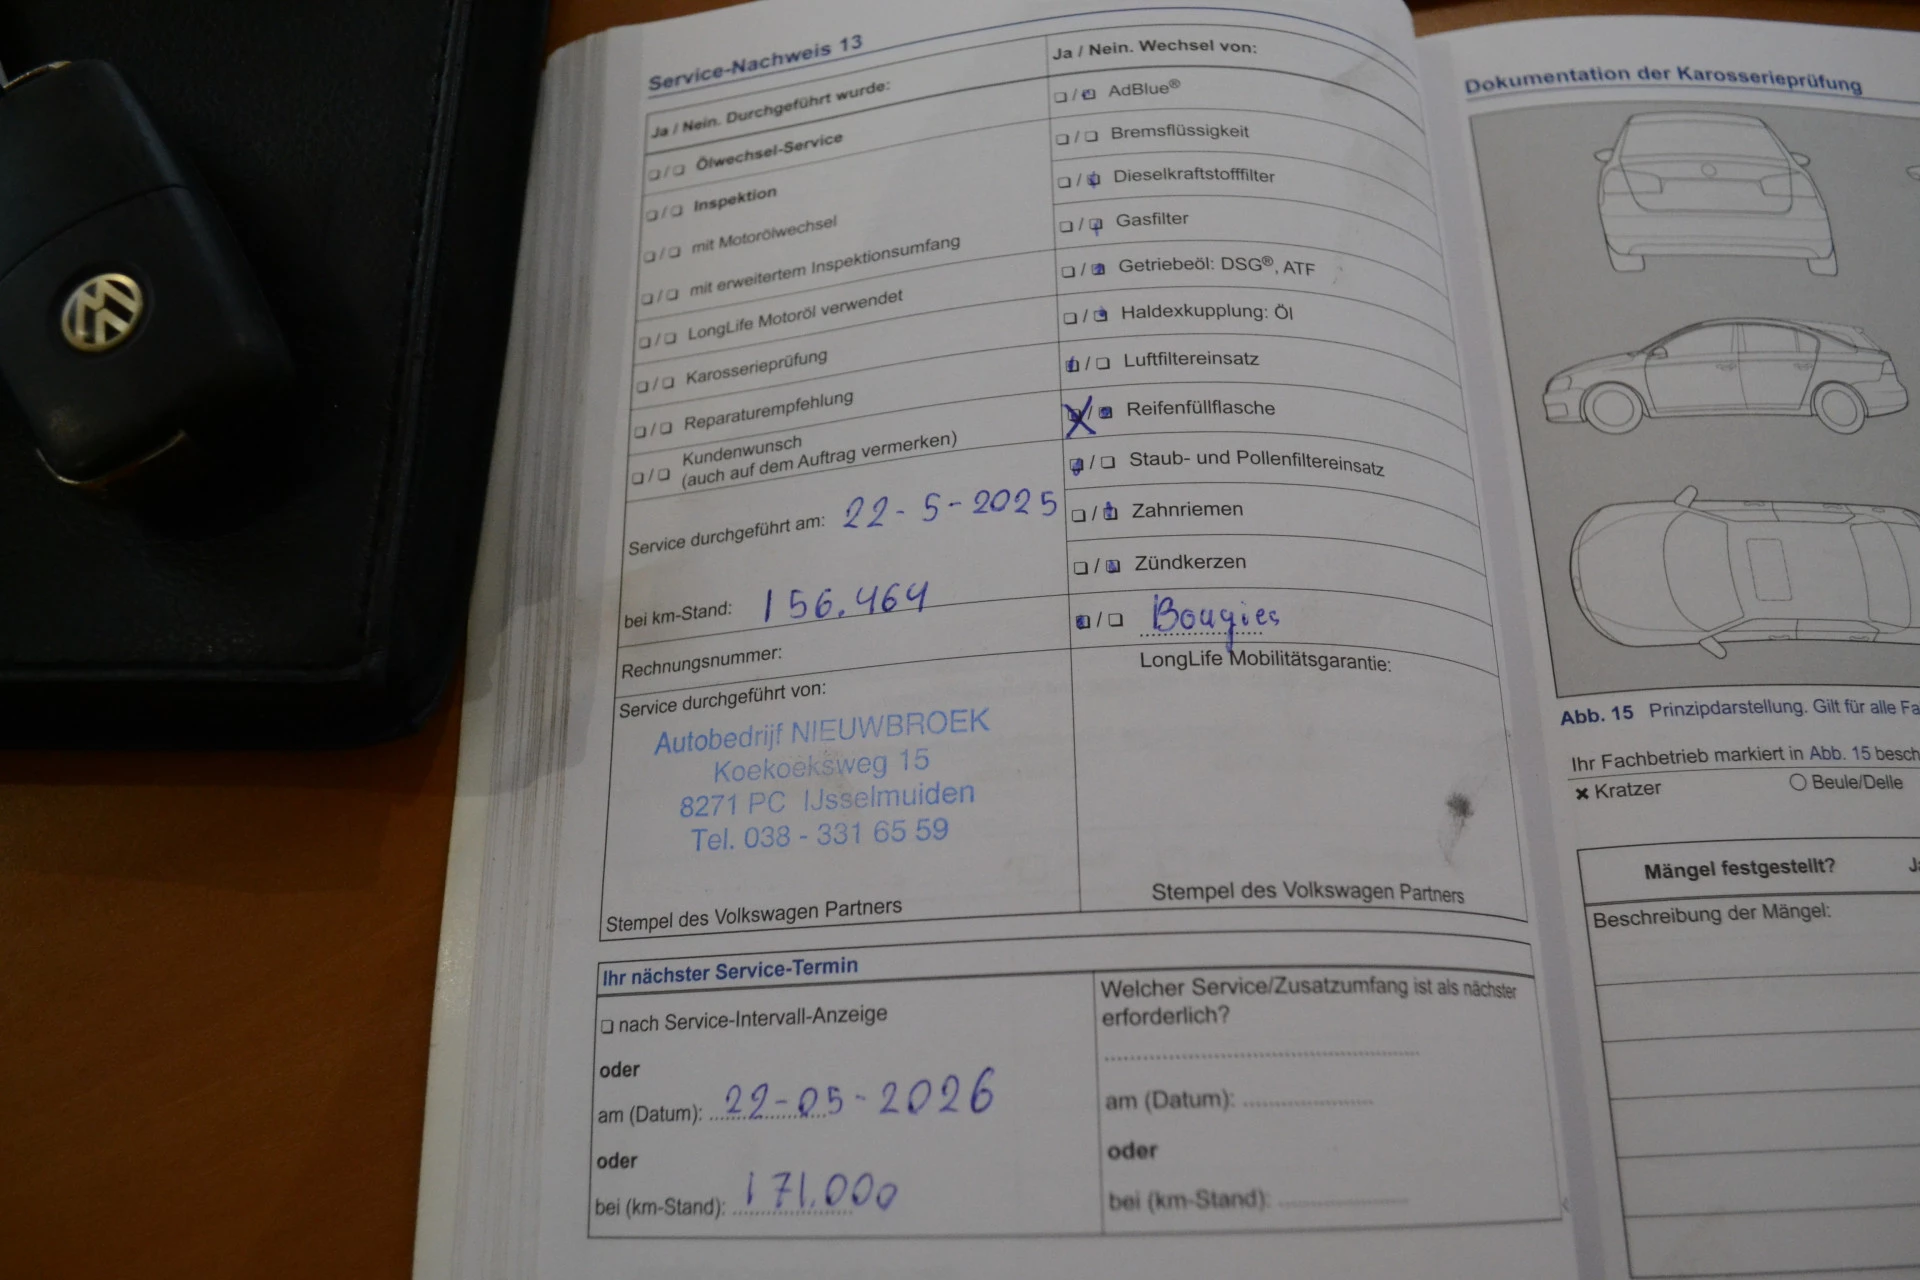 Service-Nachweis 13
Ja / Nein. Durchgeführt wurde:
Ölwechsel-Service
Inspektion
mit Motorölwechsel
mit erweitertem Inspektionsumfang
LongLife Motoröl verwendet
Karosserieprüfung
Reparaturempfehlung
Kundenwunsch
(auch auf dem Auftrag vermerken)
Service durchgeführt am: 22-5-2025
bei km-Stand: 156.464
Rechnungsnummer:
Service durchgeführt von:
Autobedrijf NIEUWBROEK
Koekoeksweg 15
8271 PC IJsselmuiden
Tel. 038 - 331 65 59
Stempel des Volkswagen Partners
Ja / Nein. Wechsel von:
AdBlue®
Bremsflüssigkeit
Dieselkraftstofffilter
Gasfilter
Getriebeöl: DSG®, ATF
Haldexkupplung: Öl
Luftfiltereinsatz
Reifenfüllflasche
Staub- und Pollenfiltereinsatz
Zahnriemen
Zündkerzen
Bougies
LongLife Mobilitätsgarantie:
Stempel des Volkswagen Partners
Ihr nächster Service-Termin
nach Service-Intervall-Anzeige
oder
am (Datum): 22-05-2026
oder
bei (km-Stand): 171.000
Welcher Service/Zusatzumfang ist als nächster
erforderlich?
am (Datum):
oder
bei (km-Stand):
Dokumentation der Karosserieprüfung
Abb. 15 Prinzipdarstellung. Gilt für alle Fa
Ihr Fachbetrieb markiert in Abb. 15 besch
Kratzer
Beule/Delle
Mängel festgestellt? Ja
Beschreibung der Mängel: